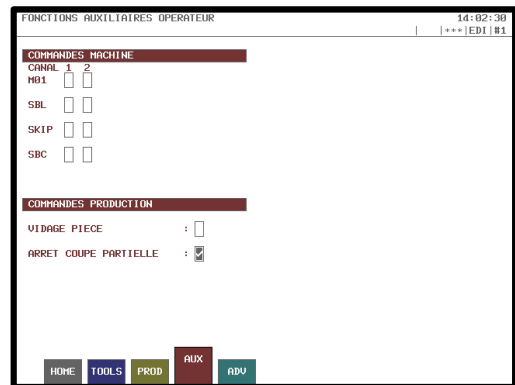 FONCTIONS AUXILIAIRES OPERATEUR 14:02:30
| |***|EDI|#1
COMMANDES MACHINE
CANAL 1 2
M01
SBL
SKIP
SBC
COMMANDES PRODUCTION
VIDAGE PIECE :
ARRET COUPE PARTIELLE :
HOME TOOLS PROD AUX ADV